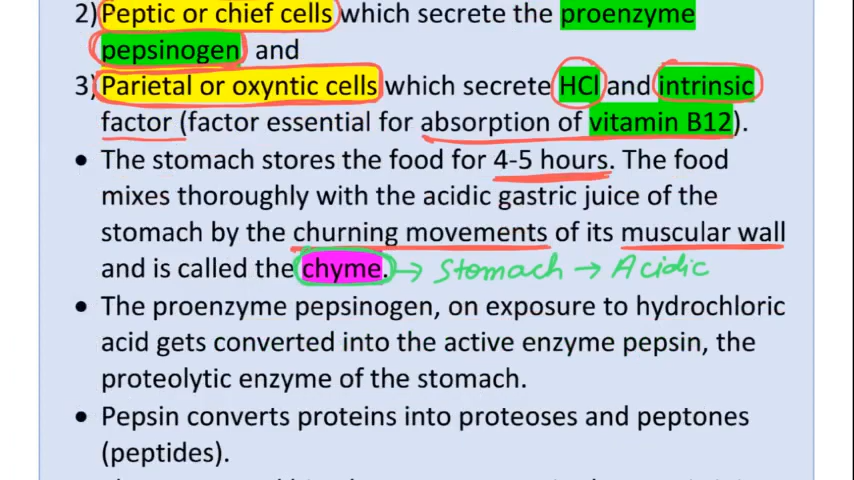 2) Peptic or chief cells which secrete the proenzyme
pepsinogen and
3) Parietal or oxyntic cells which secrete HCl and intrinsic
factor (factor essential for absorption of vitamin B12).
• The stomach stores the food for 4-5 hours. The food
mixes thoroughly with the acidic gastric juice of the
stomach by the churning movements of its muscular wall
and is called the chyme. → Stomach → Acidic
• The proenzyme pepsinogen, on exposure to hydrochloric
acid gets converted into the active enzyme pepsin, the
proteolytic enzyme of the stomach.
• Pepsin converts proteins into proteoses and peptones
(peptides).